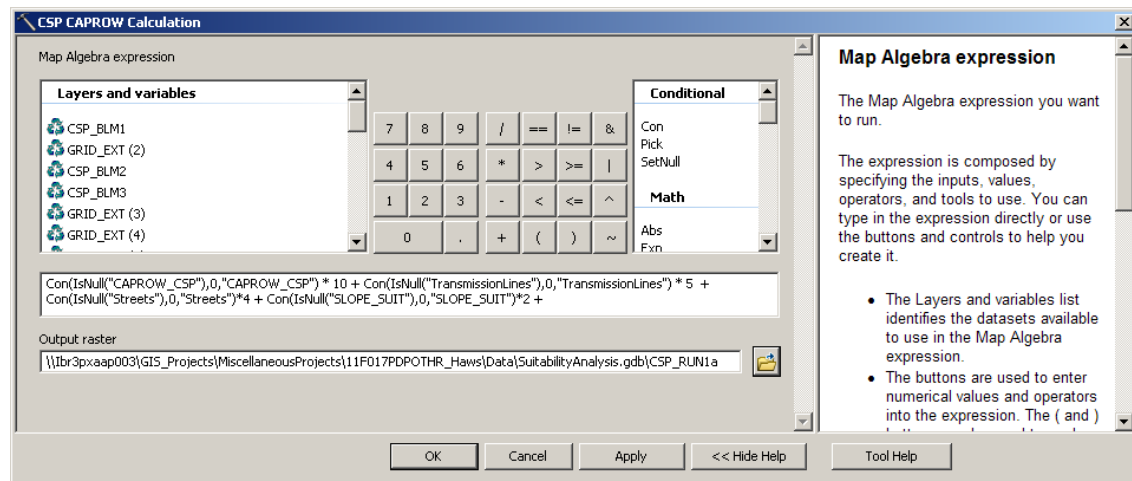 CSP CAPROW Calculation
Map Algebra expression
Layers and variables
CSP_BLM1
GRID_EXT (2)
CSP_BLM2
CSP_BLM3
GRID_EXT (3)
GRID_EXT (4)
7 8 9 / == != &
4 5 6 * > >= |
1 2 3 - < <= ^
0 . + ( ) ~
Conditional
Con
Pick
SetNull
Math
Abs
Exp
Con(IsNull("CAPROW_CSP"),0,"CAPROW_CSP") * 10 + Con(IsNull("TransmissionLines"),0,"TransmissionLines") * 5 +
Con(IsNull("Streets"),0,"Streets")*4 + Con(IsNull("SLOPE_SUIT"),0,"SLOPE_SUIT")*2 +
Output raster
\\Ibr3pxaap003\GIS_Projects\MiscellaneousProjects\11F017PDPOTHR_Haws\Data\SuitabilityAnalysis.gdb\CSP_RUN1a
OK Cancel Apply << Hide Help Tool Help
Map Algebra expression
The Map Algebra expression you want
to run.
The expression is composed by
specifying the inputs, values,
operators, and tools to use. You can
type in the expression directly or use
the buttons and controls to help you
create it.
• The Layers and variables list
identifies the datasets available
to use in the Map Algebra
expression.
• The buttons are used to enter
numerical values and operators
into the expression. The ( and )